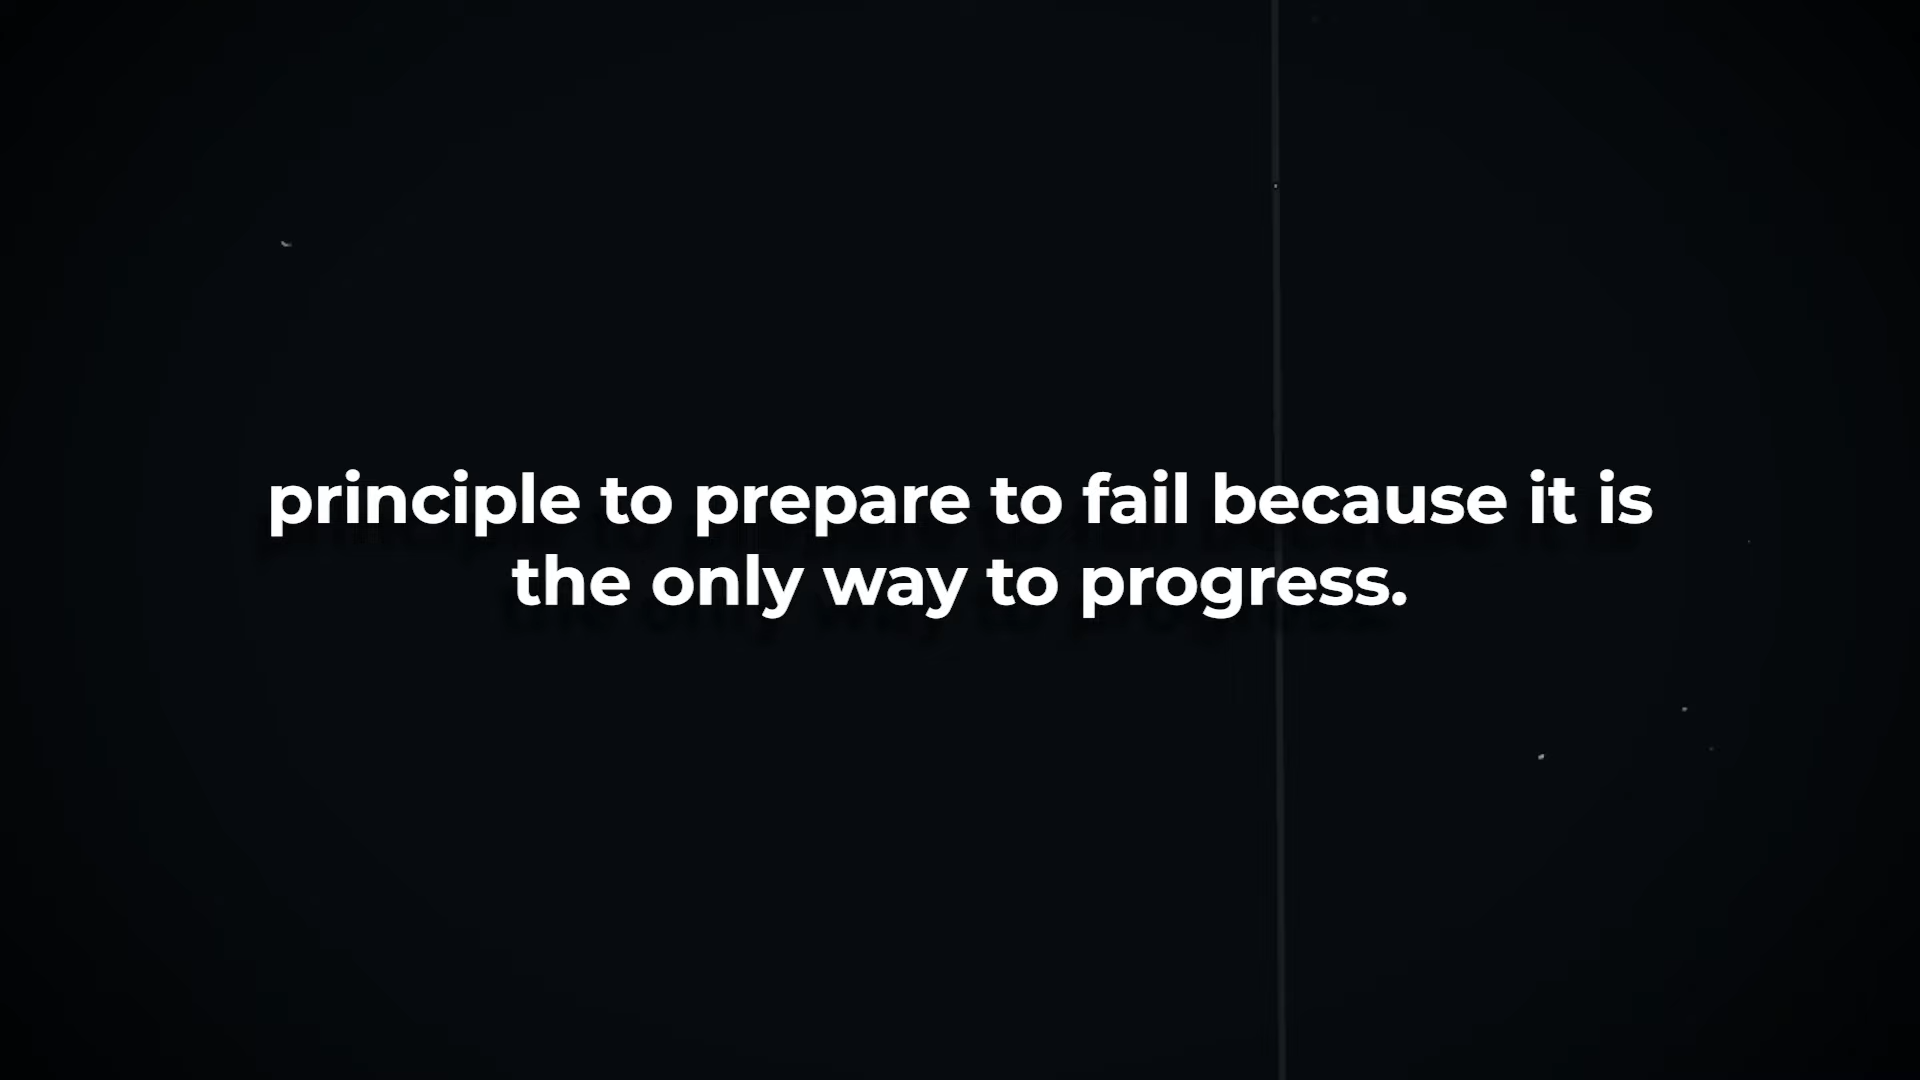 principle to prepare to fail because it is
the only way to progress.